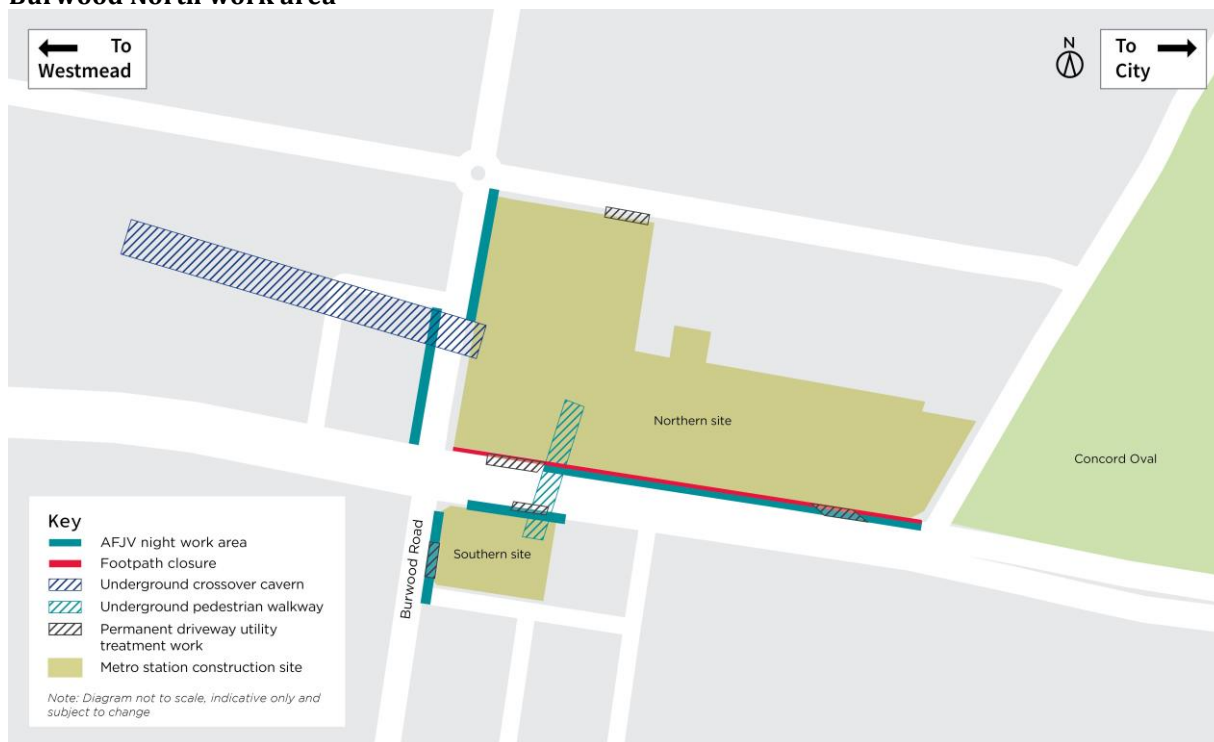 Burwood North work area
To
Westmead
N
To
City
Northern site
Concord Oval
Southern site
Burwood Road
Key
AFJV night work area
Footpath closure
Underground crossover cavern
Underground pedestrian walkway
Permanent driveway utility
treatment work
Metro station construction site
Note: Diagram not to scale, indicative only and
subject to change